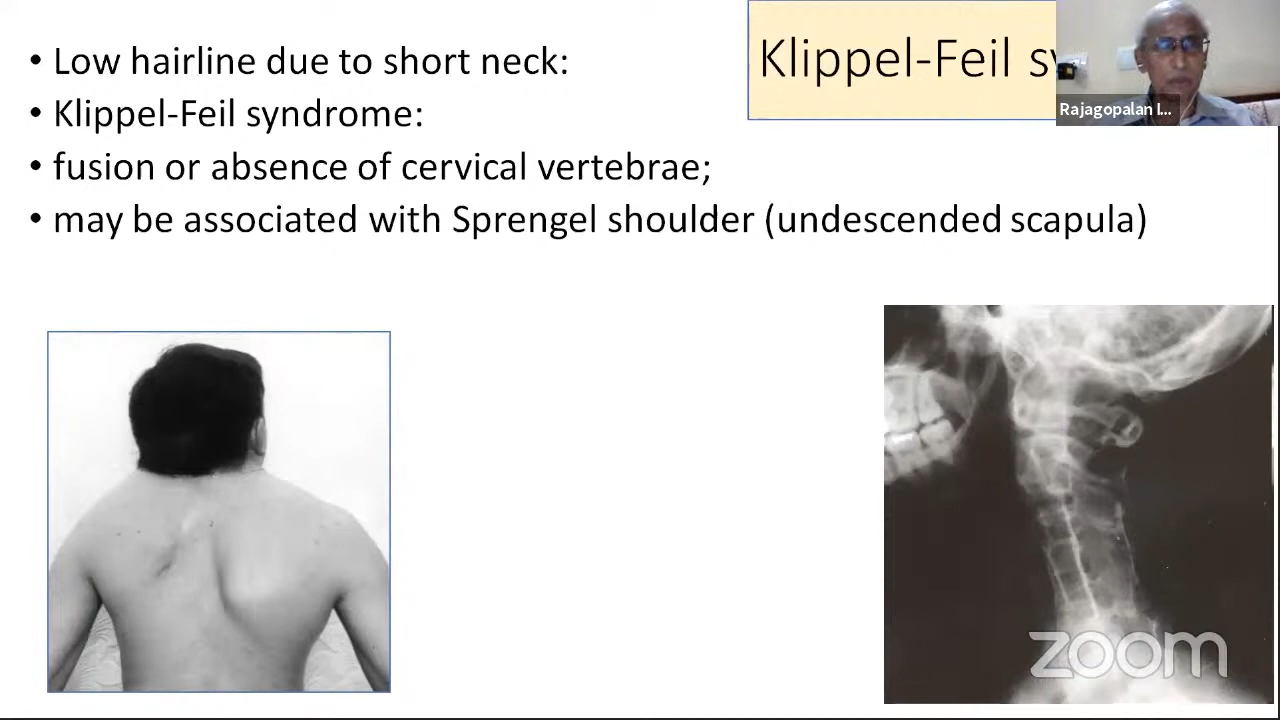 • Low hairline due to short neck:
• Klippel-Feil syndrome:
• fusion or absence of cervical vertebrae;
• may be associated with Sprengel shoulder (undescended scapula)
Klippel-Feil sy
Rajagopalan I...
zoom